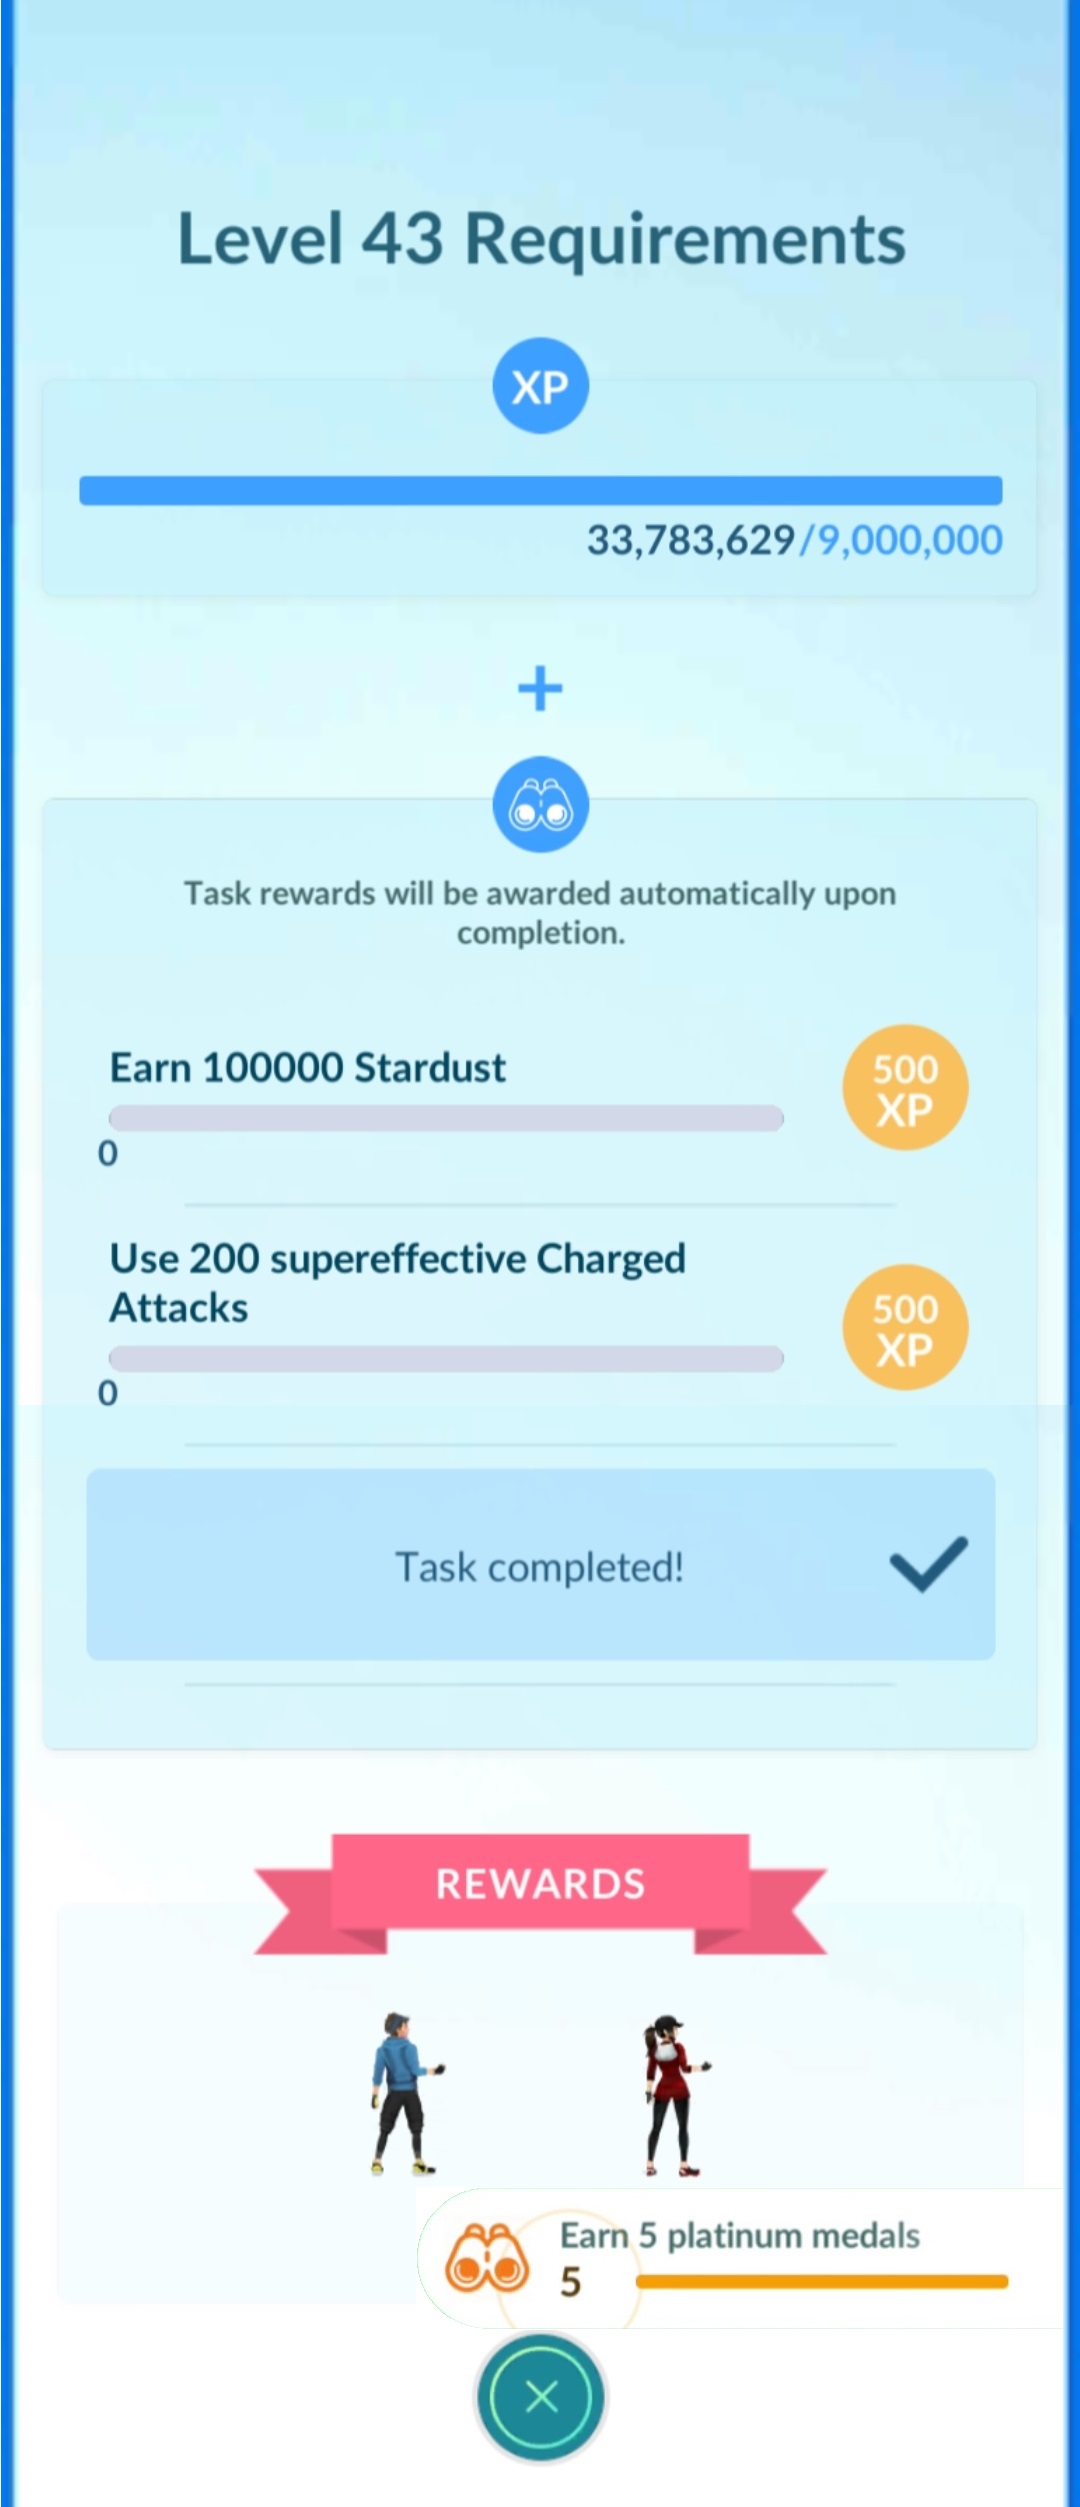 Level 43 Requirements
XP
33,783,629/9,000,000
+
Task rewards will be awarded automatically upon
completion.
Earn 100000 Stardust
500
XP
0
Use 200 supereffective Charged
Attacks
500
XP
0
Task completed!
REWARDS
Earn 5 platinum medals
5